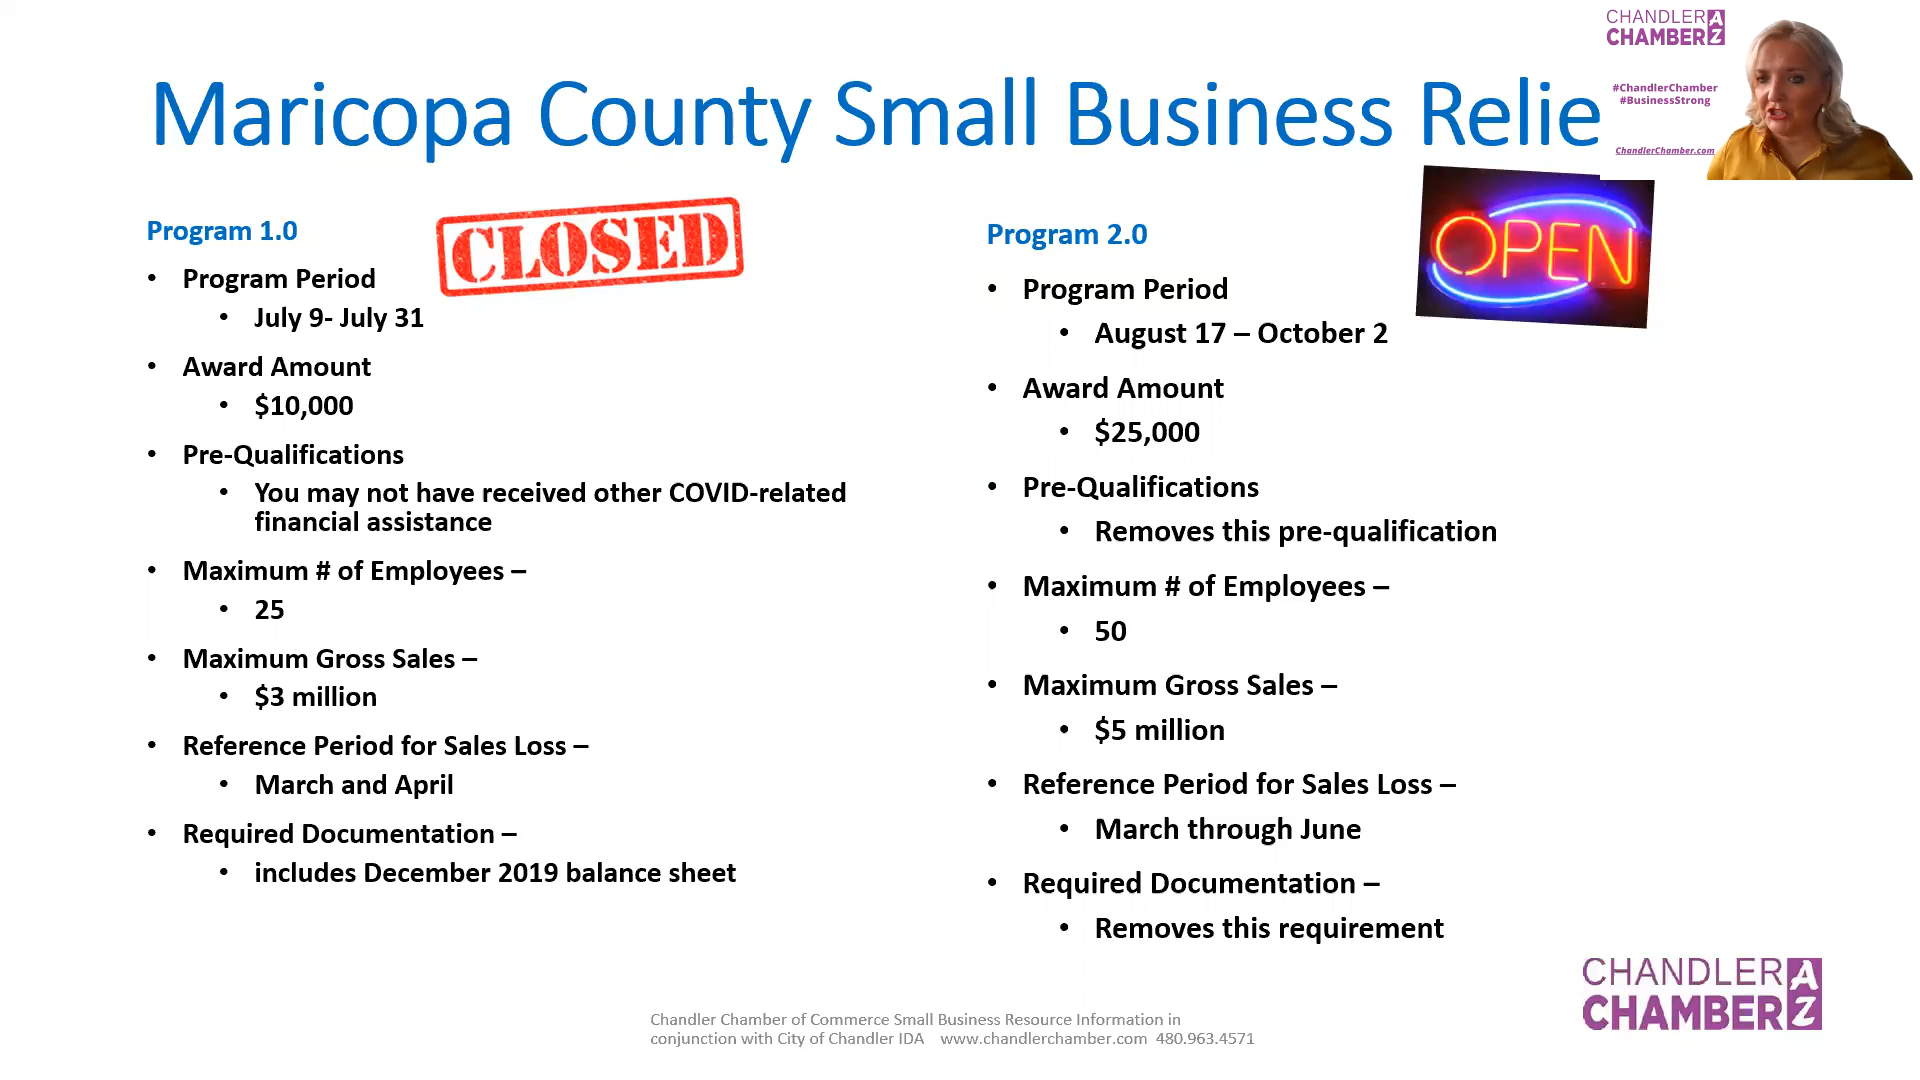 CHANDLER AZ
CHAMBER
#ChandlerChamber
#BusinessStrong
ChandlerChamber.com
Maricopa County Small Business Relie
Program 1.0
CLOSED
• Program Period
• July 9- July 31
• Award Amount
• $10,000
• Pre-Qualifications
• You may not have received other COVID-related
financial assistance
• Maximum # of Employees –
• 25
• Maximum Gross Sales –
• $3 million
• Reference Period for Sales Loss –
• March and April
• Required Documentation –
• includes December 2019 balance sheet
Program 2.0
OPEN
• Program Period
• August 17 – October 2
• Award Amount
• $25,000
• Pre-Qualifications
• Removes this pre-qualification
• Maximum # of Employees –
• 50
• Maximum Gross Sales –
• $5 million
• Reference Period for Sales Loss –
• March through June
• Required Documentation –
• Removes this requirement
Chandler Chamber of Commerce Small Business Resource Information in
conjunction with City of Chandler IDA www.chandlerchamber.com 480.963.4571
CHANDLER AZ
CHAMBER